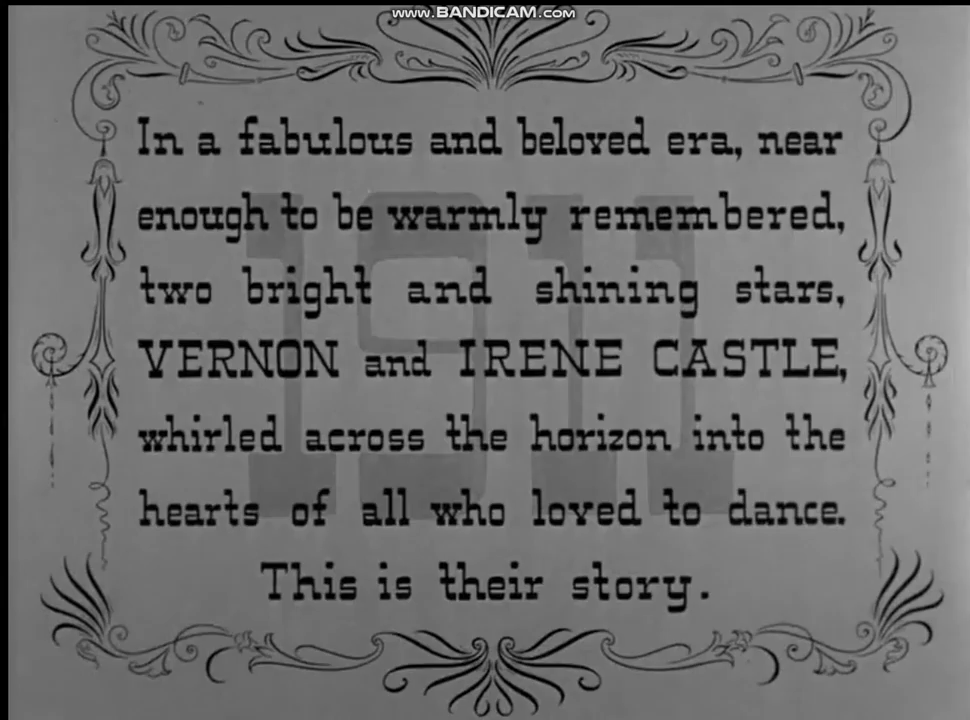 www.BANDICAM.com
In a fabulous and beloved era, near
enough to be warmly remembered,
two bright and shining stars,
VERNON and IRENE CASTLE,
whirled across the horizon into the
hearts of all who loved to dance.
This is their story.
1911